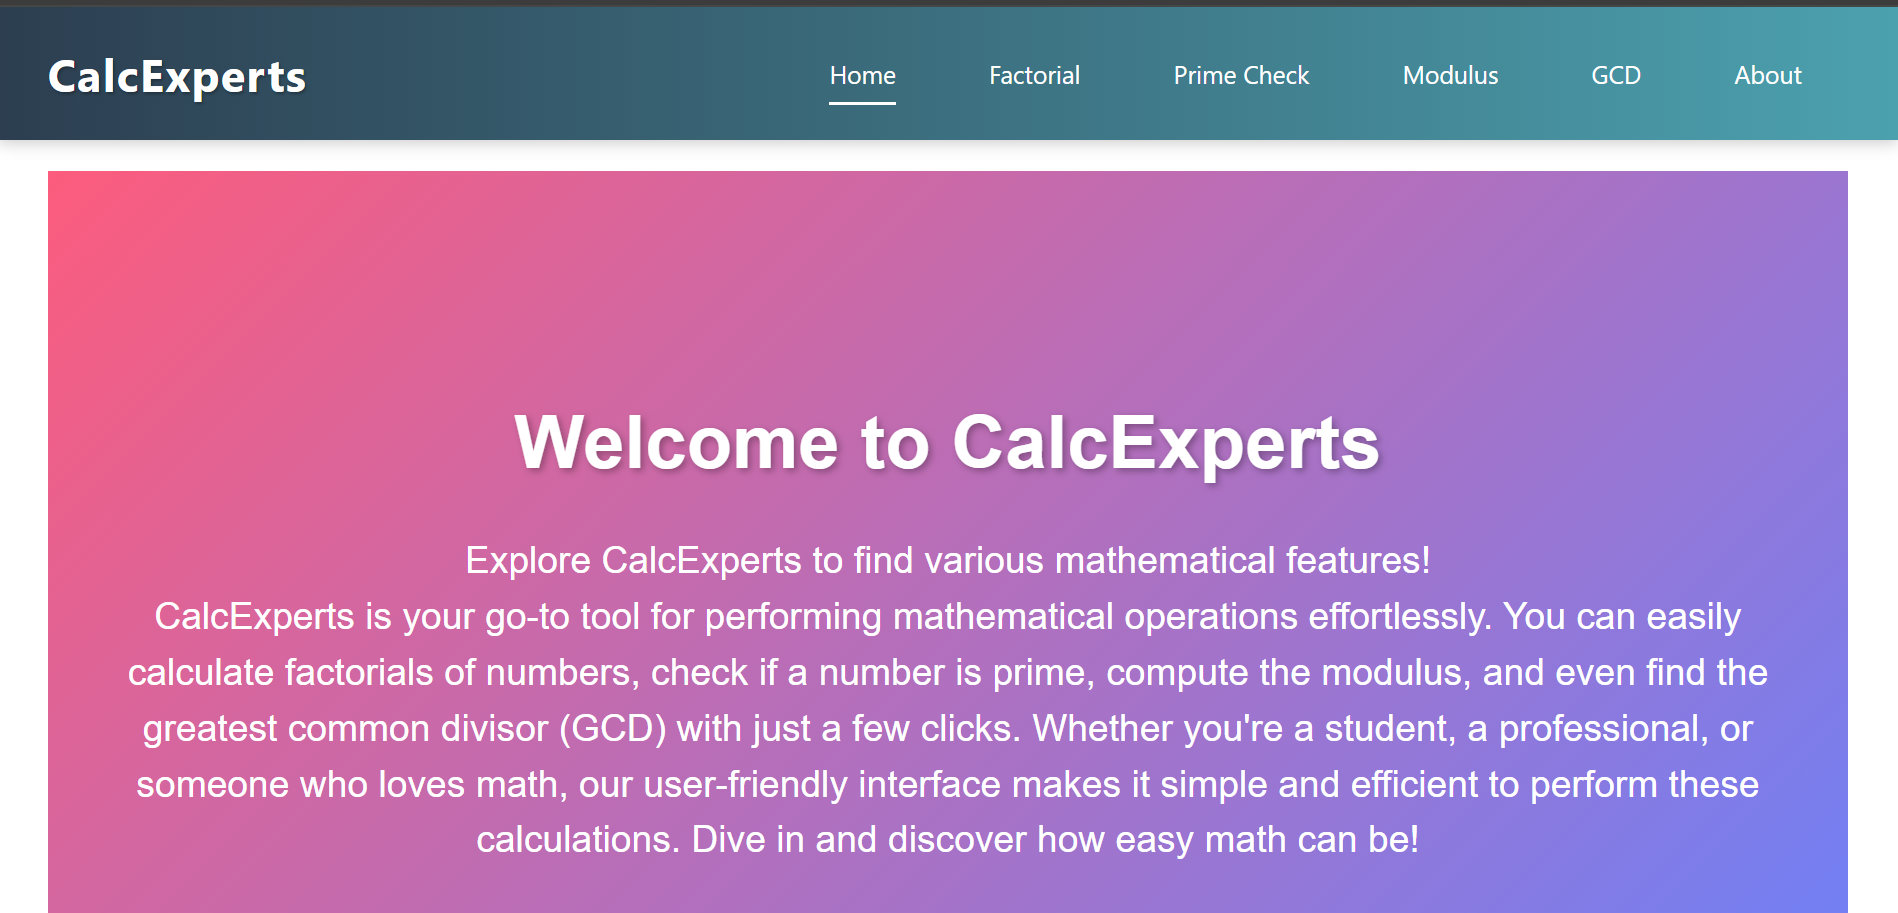 CalcExperts
Home
Factorial
Prime Check
Modulus
GCD
About
Welcome to CalcExperts
Explore CalcExperts to find various mathematical features!
CalcExperts is your go-to tool for performing mathematical operations effortlessly. You can easily
calculate factorials of numbers, check if a number is prime, compute the modulus, and even find the
greatest common divisor (GCD) with just a few clicks. Whether you're a student, a professional, or
someone who loves math, our user-friendly interface makes it simple and efficient to perform these
calculations. Dive in and discover how easy math can be!